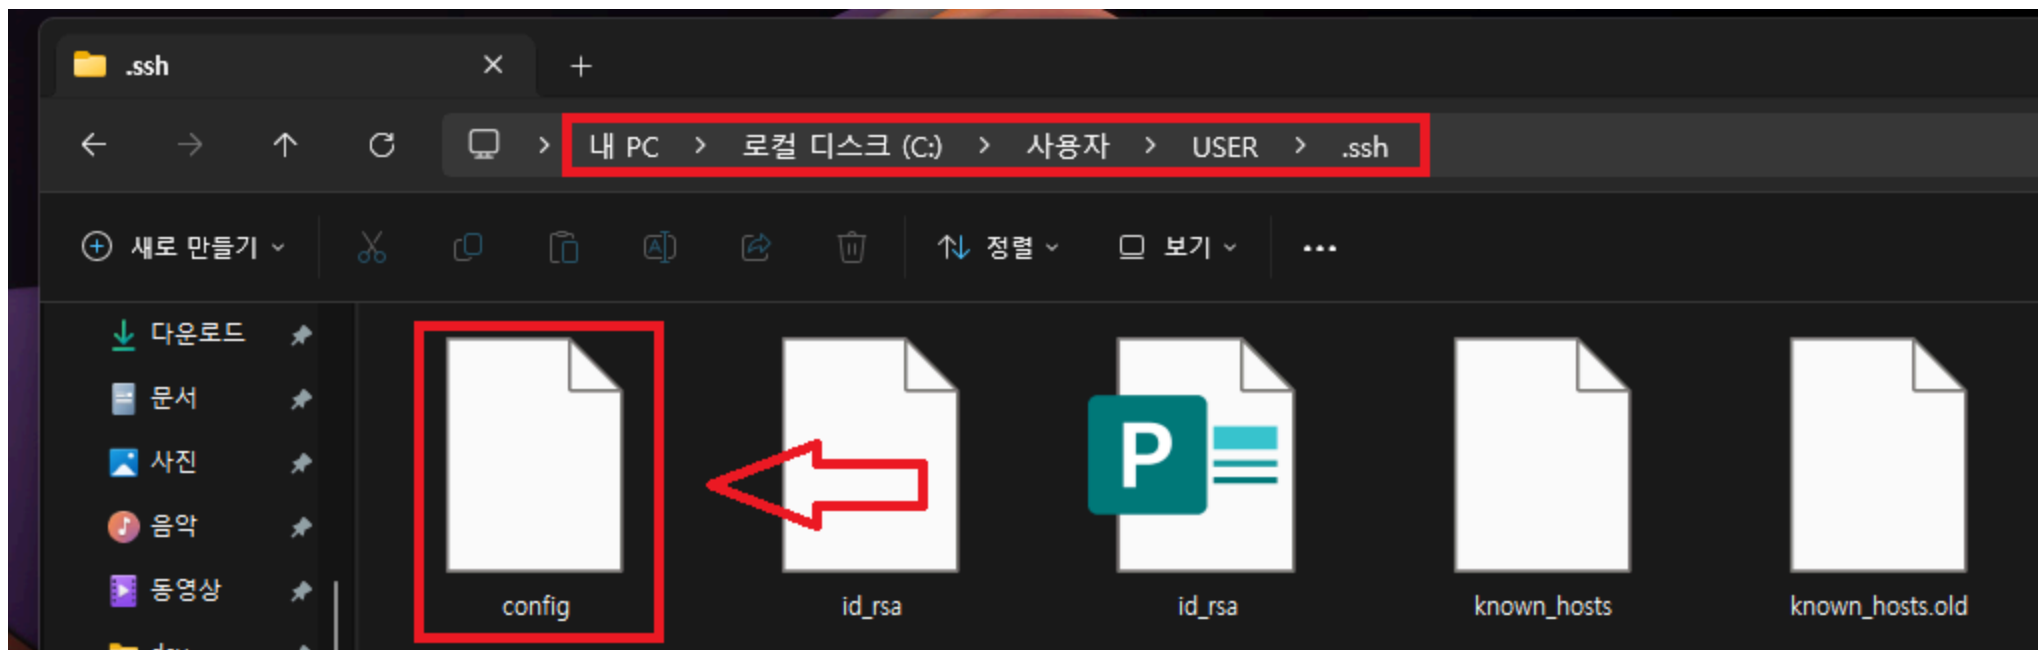 .ssh
내 PC > 로컬 디스크 (C:) > 사용자 > USER > .ssh
새로 만들기 정렬 보기 ...
다운로드
문서
사진
음악
동영상
P
config id_rsa id_rsa known_hosts known_hosts.old